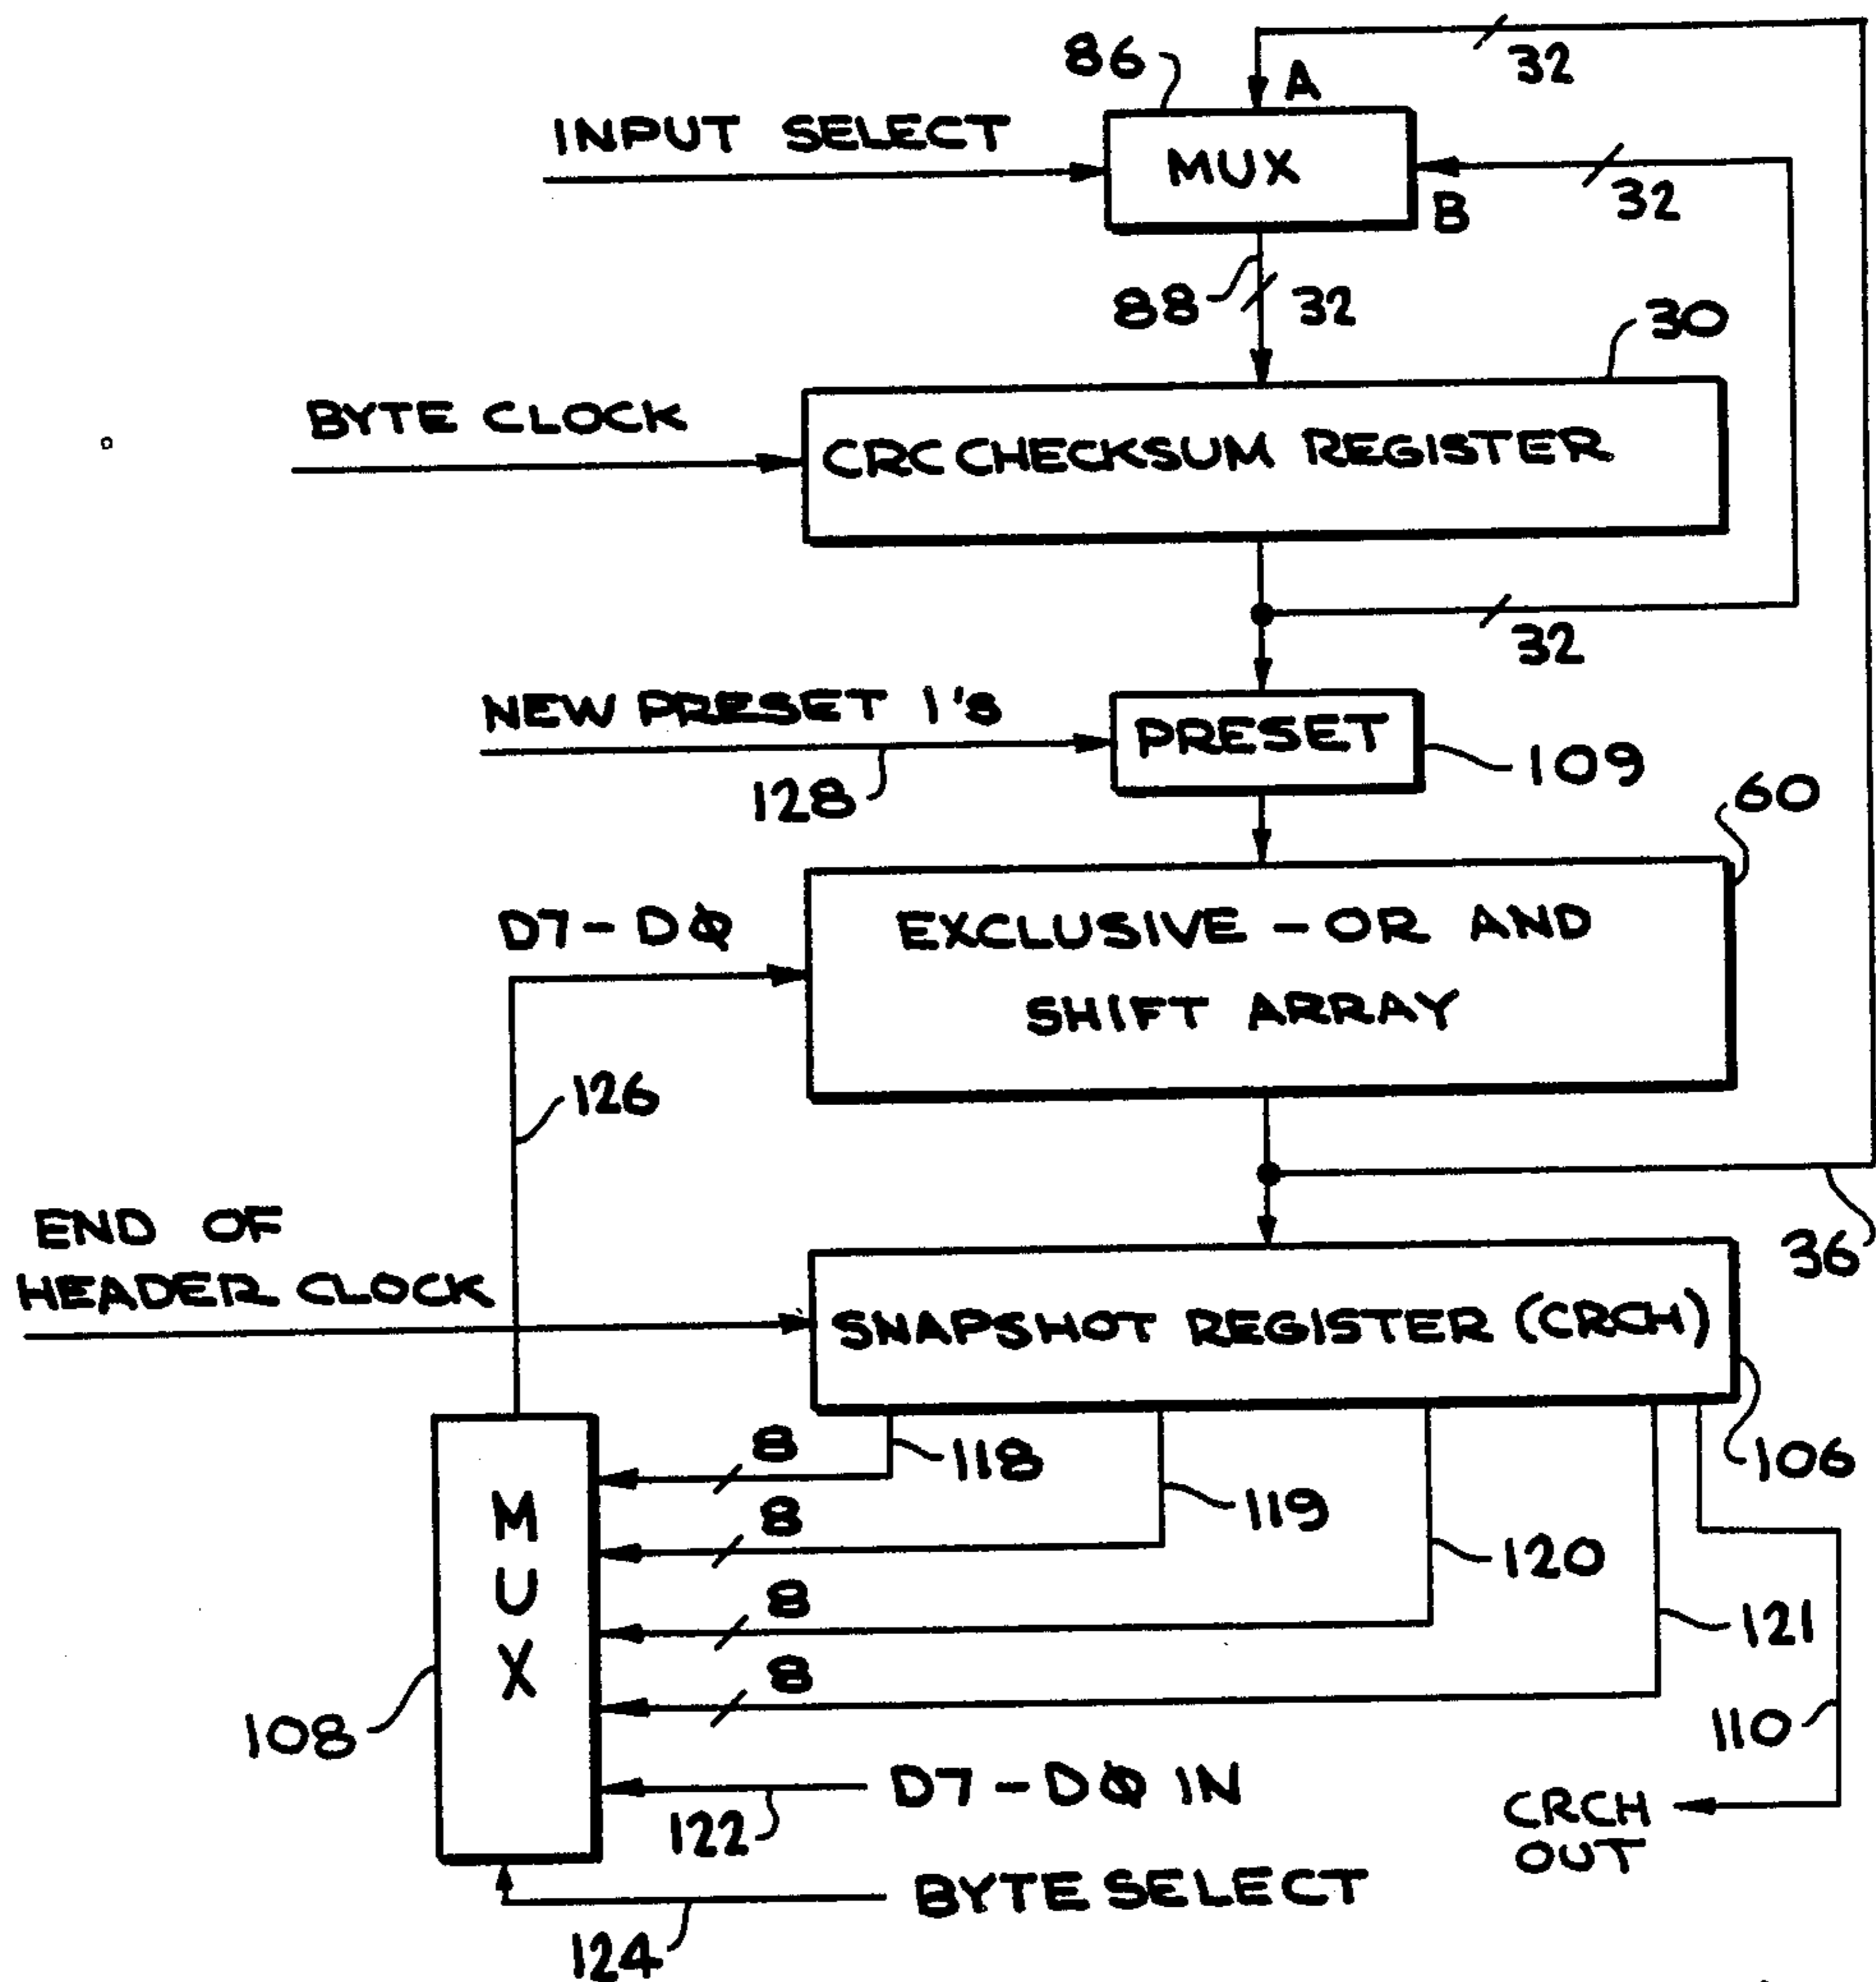 32
86
A
INPUT SELECT
MUX
32
B
88
32
30
BYTE CLOCK
CRC CHECKSUM REGISTER
32
NEW PRESET 1'S
PRESET
128
109
60
D7-DØ
EXCLUSIVE-OR AND
SHIFT ARRAY
126
END OF
HEADER CLOCK
36
SNAPSHOT REGISTER (CRCH)
8
118
106
8
119
MUX
120
8
121
8
108
110
D7-DØ IN
122
CRCH
OUT
BYTE SELECT
124